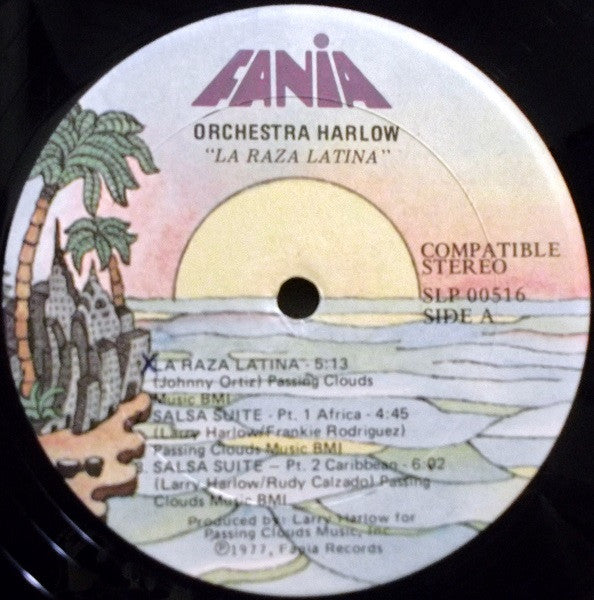 FANIA
ORCHESTRA HARLOW
"LA RAZA LATINA"
COMPATIBLE
STEREO
SLP 00516
SIDE A
LA RAZA LATINA - 5:13
(Johnny Ortiz) Passing Clouds
Music BMI
SALSA SUITE - Pt. 1 Africa - 4:45
(Larry Harlow/Frankie Rodriguez)
Passing Clouds Music BMI
3. SALSA SUITE - Pt. 2 Caribbean - 6:02
(Larry Harlow/Rudy Calzado) Passing
Clouds Music BMI
Produced by: Larry Harlow for
Passing Clouds Music, Inc.
Ⓟ1977, Fania Records